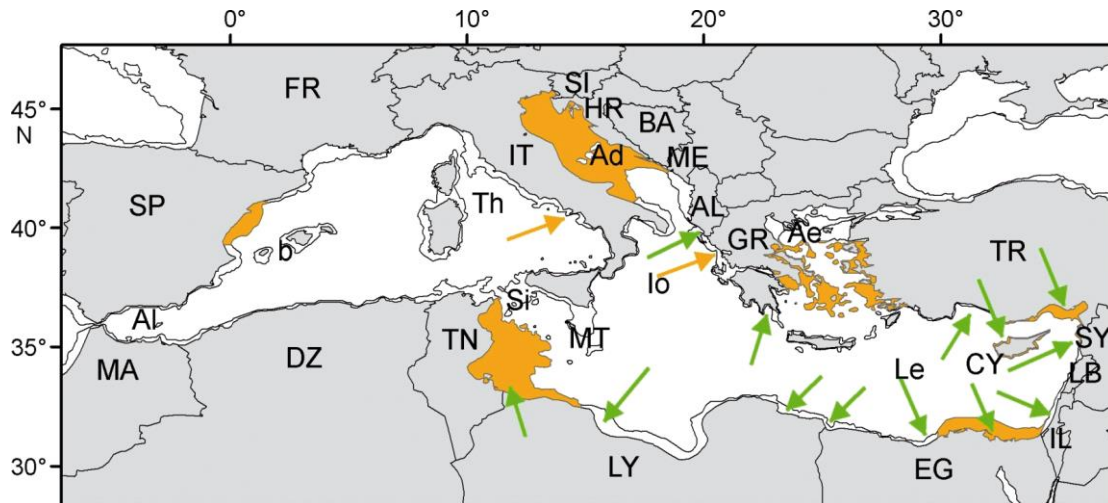 0° 10° 20° 30°
45°
N
40°
35°
30°
FR
SI
HR
BA
IT
Ad
ME
SP
Th
AL
GR
Ae
TR
b
Io
Al
Si
TN
MT
MA
DZ
Le
CY
SY
LB
IL
LY
EG